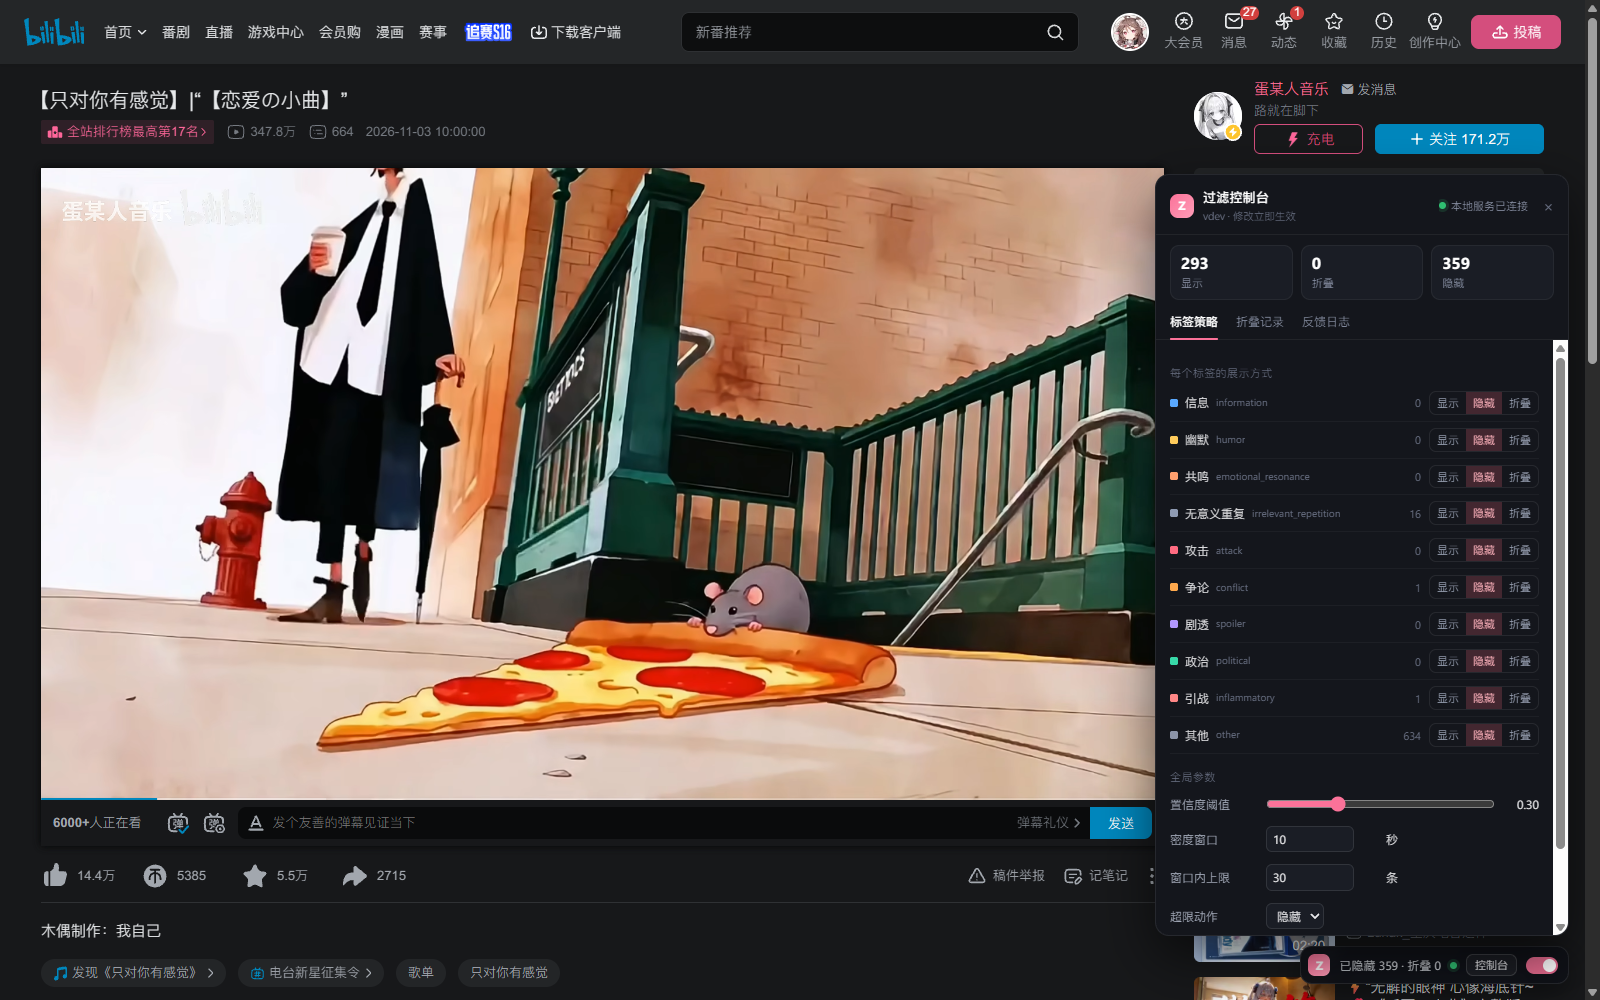 bilibili
首页
番剧
直播
游戏中心
会员购
漫画
赛事
追赛S16
下载客户端
新番推荐
大会员
27
消息
1
动态
收藏
历史
创作中心
投稿
【只对你有感觉】|“【恋爱の小曲】”
全站排行榜最高第17名
347.8万
664
2026-11-03 10:00:00
蛋某人音乐
发消息
路就在脚下
充电
关注 171.2万
蛋某人音乐 bilibili
Z
过滤控制台
vdev · 修改立即生效
本地服务已连接
×
293
显示
0
折叠
359
隐藏
标签策略
折叠记录
反馈日志
每个标签的展示方式
信息 information 0 显示 隐藏 折叠
幽默 humor 0 显示 隐藏 折叠
共鸣 emotional_resonance 0 显示 隐藏 折叠
无意义重复 irrelevant_repetition 16 显示 隐藏 折叠
攻击 attack 0 显示 隐藏 折叠
争论 conflict 1 显示 隐藏 折叠
剧透 spoiler 0 显示 隐藏 折叠
政治 political 0 显示 隐藏 折叠
引战 inflammatory 1 显示 隐藏 折叠
其他 other 634 显示 隐藏 折叠
全局参数
置信度阈值 0.30
密度窗口 10 秒
窗口内上限 30 条
超限动作 隐藏
6000+人正在看
弹
弹
A
发个友善的弹幕见证当下
弹幕礼仪
发送
14.4万
5385
5.5万
2715
稿件举报
记笔记
木偶制作：我自己
发现《只对你有感觉》
电台新星征集令
歌单
只对你有感觉
02:20
Z
已隐藏 359 · 折叠 0
控制台
"无解的眼神 心像海底针~